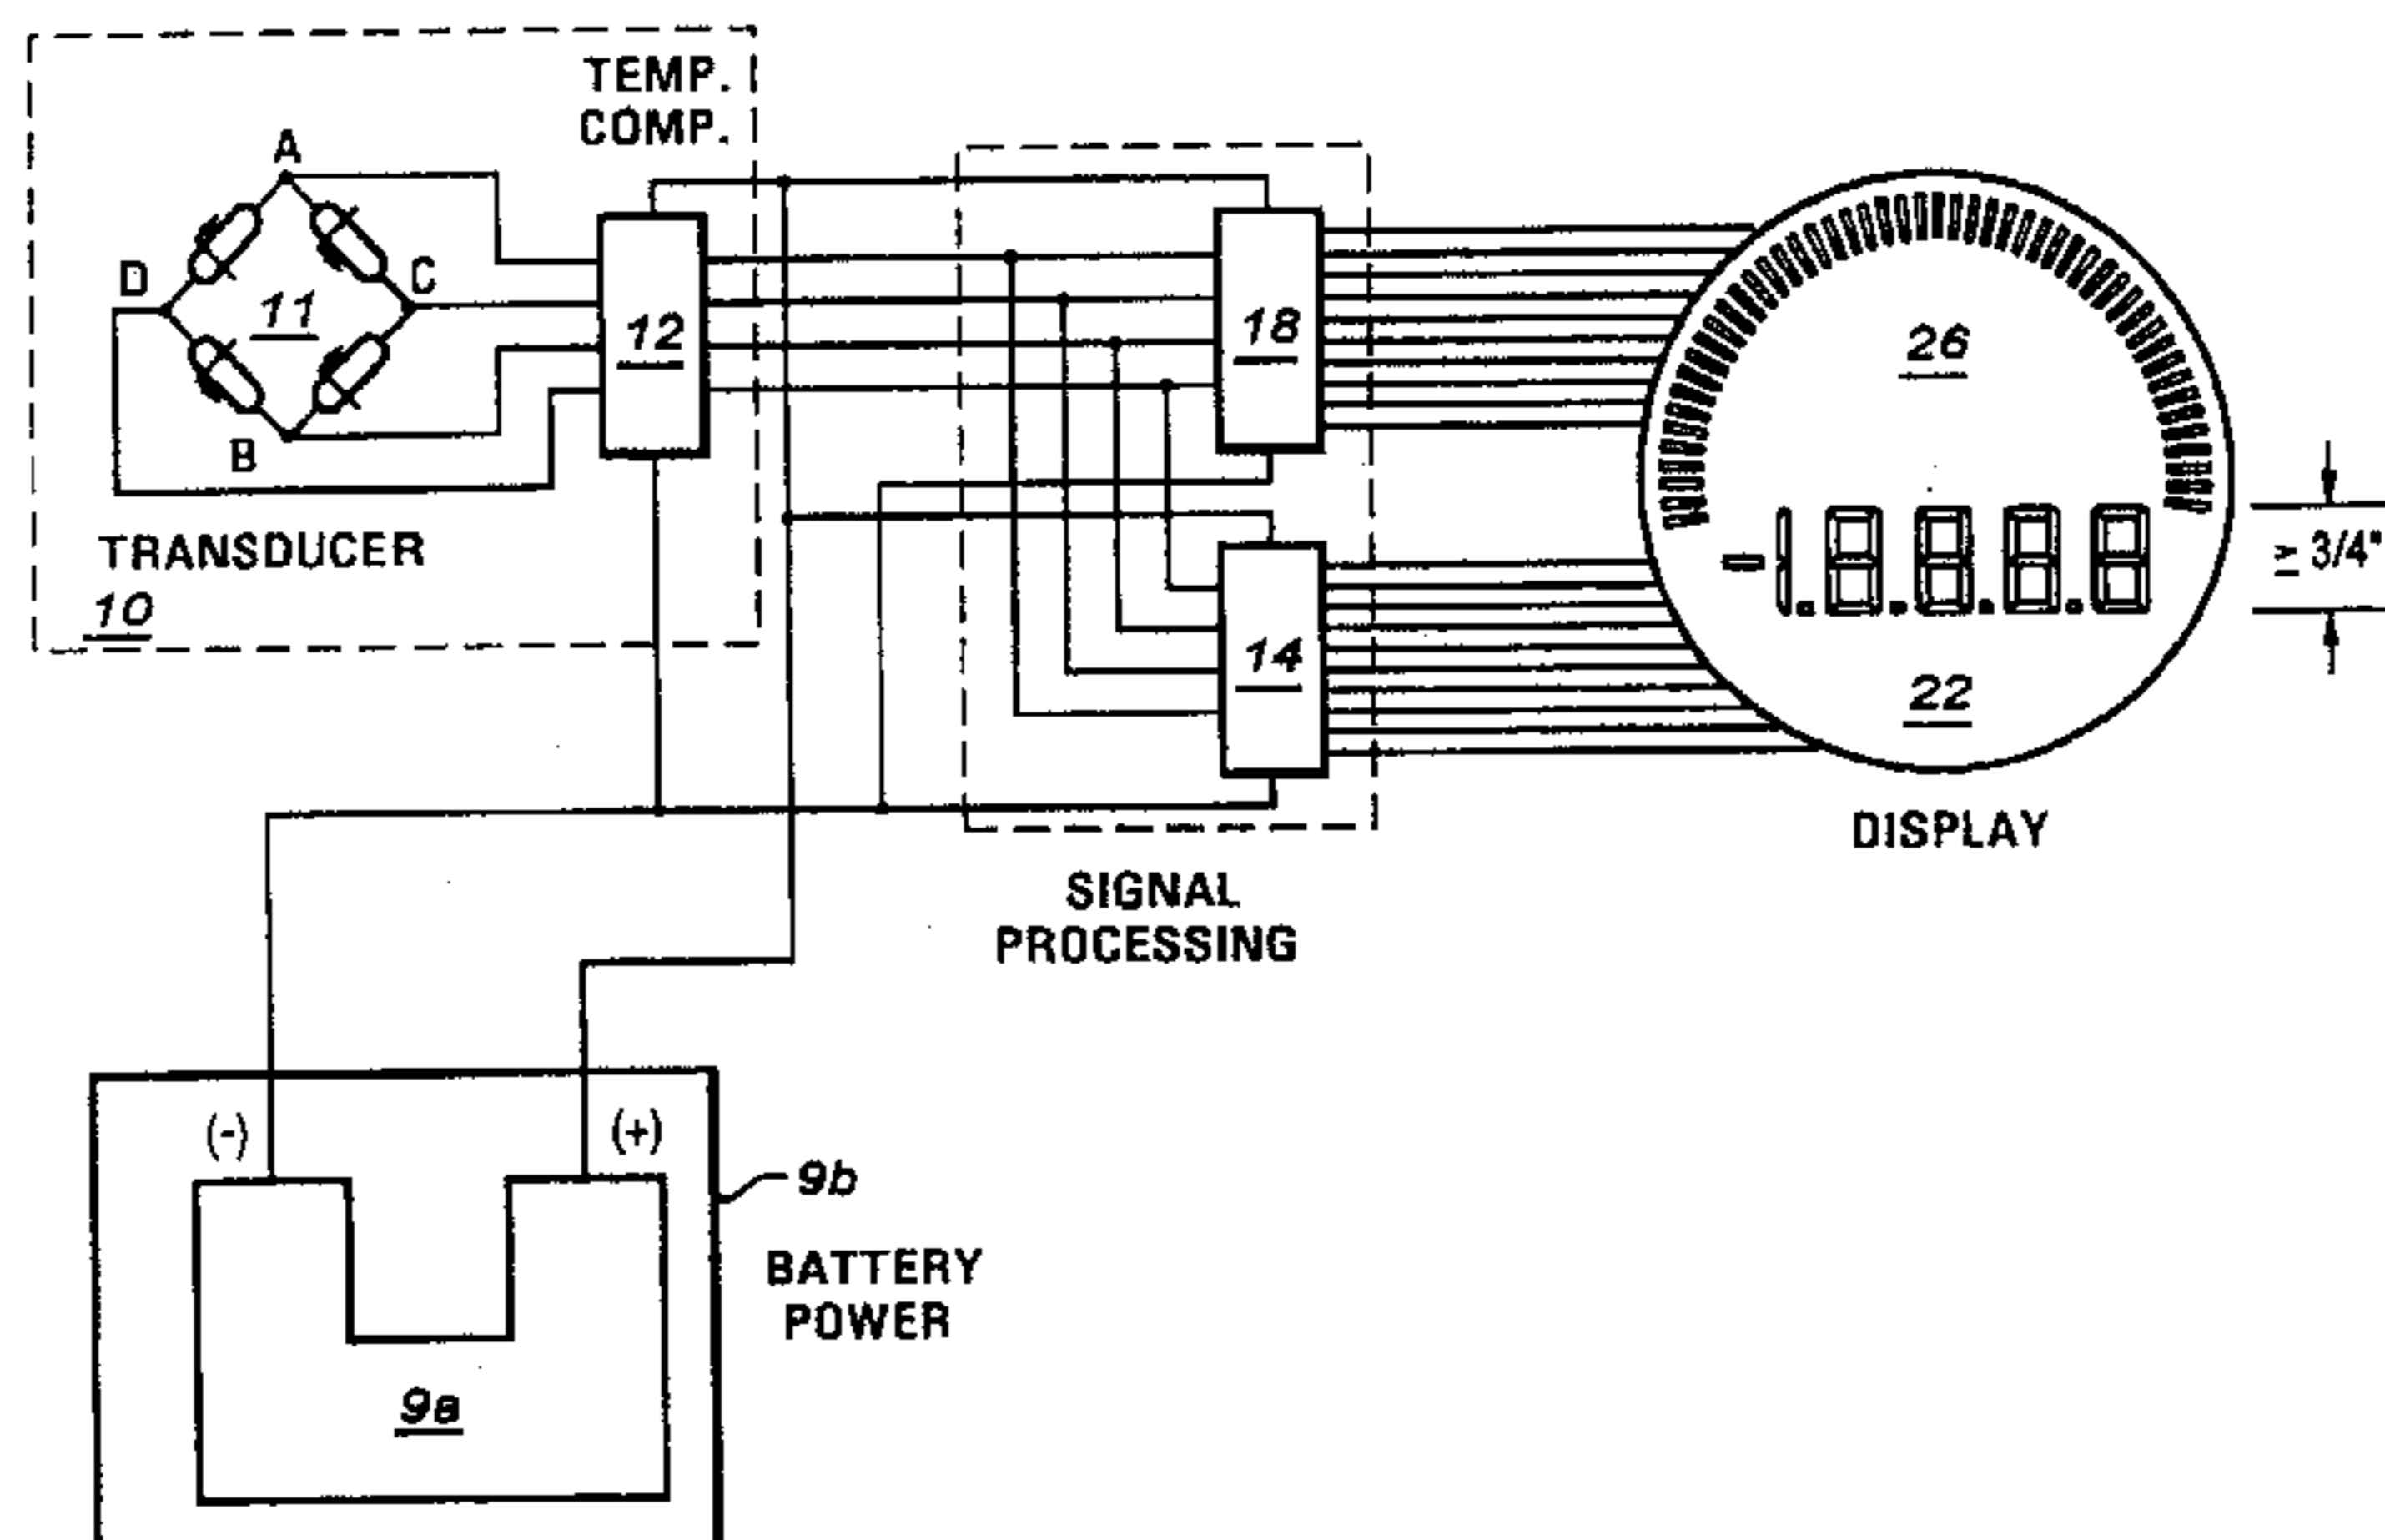 TEMP.
COMP.
A
D
C
11
B
12
TRANSDUCER
10
18
14
26
-1.8.8.8.8
≥ 3/4"
22
DISPLAY
SIGNAL
PROCESSING
(-)
(+)
9b
BATTERY
POWER
9a